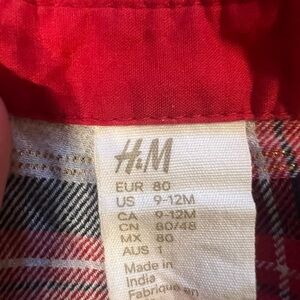 H&M
EUR 80
US 9-12M
CA 9-12M
CN 80/48
MX 80
AUS 1
Made in
India
Fabriqué en